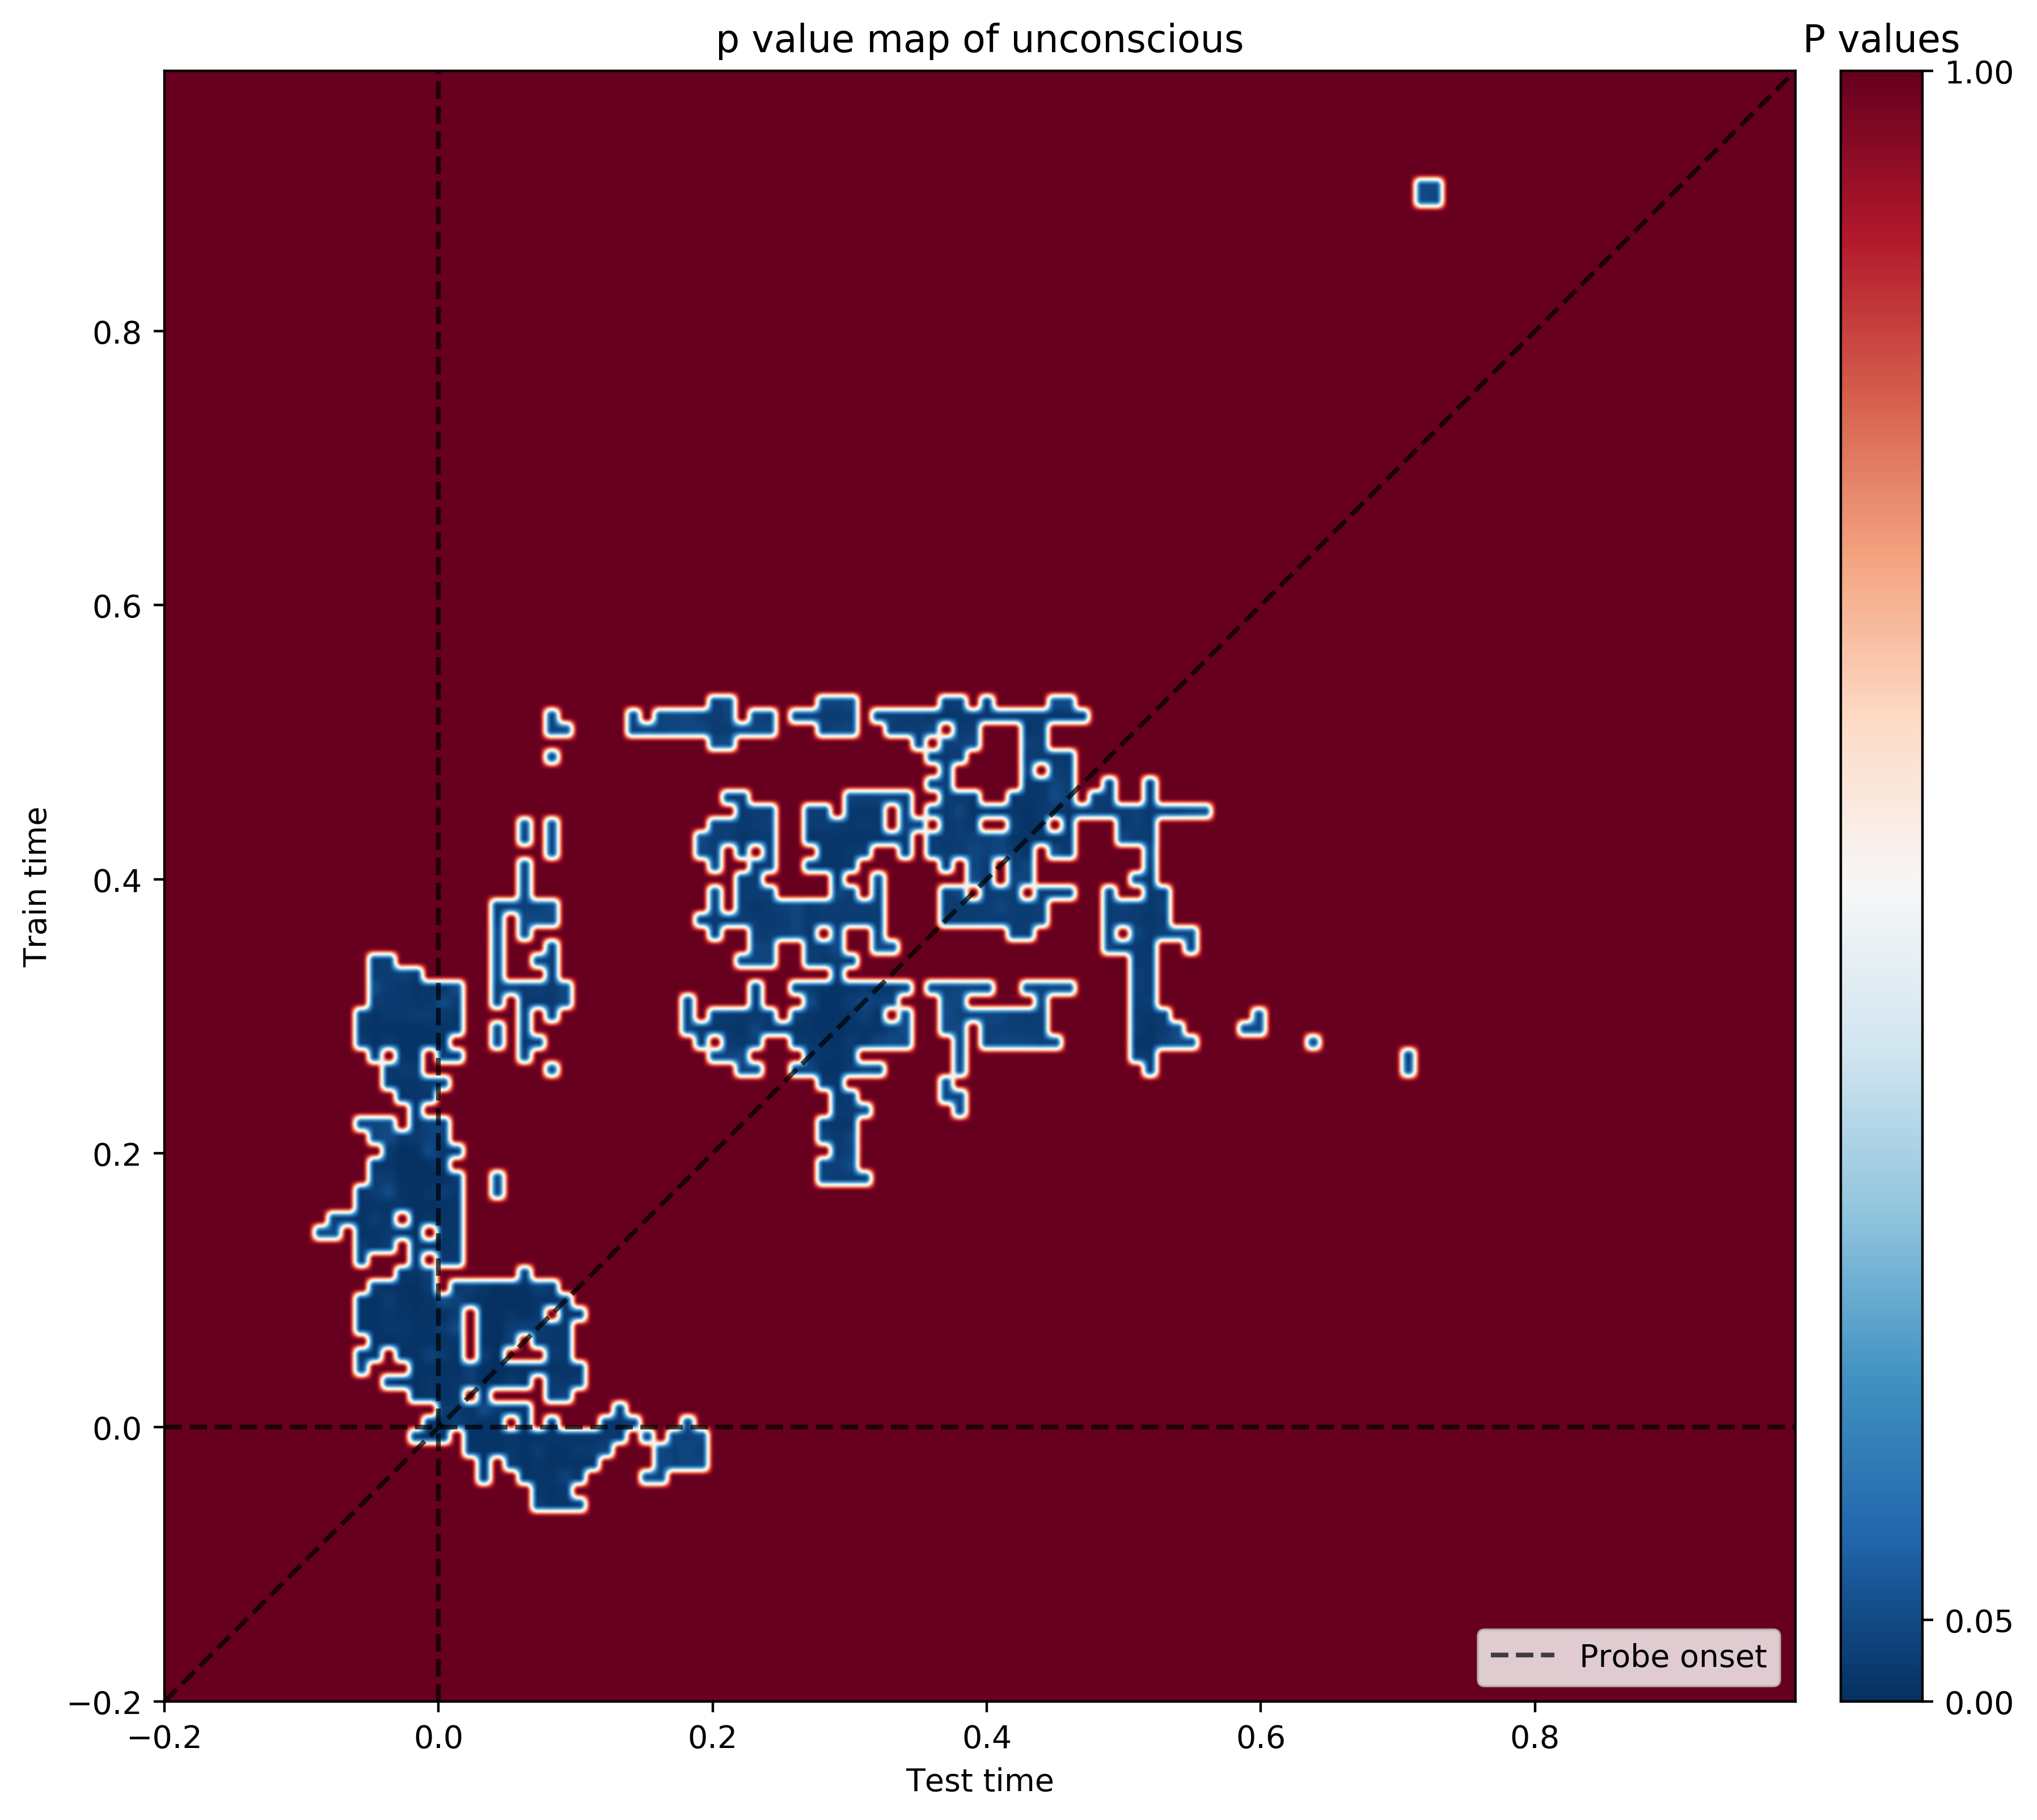 p value map of unconscious
P values
1.00
0.05
0.00
Train time
0.8
0.6
0.4
0.2
0.0
−0.2
Probe onset
−0.2 0.0 0.2 0.4 0.6 0.8
Test time